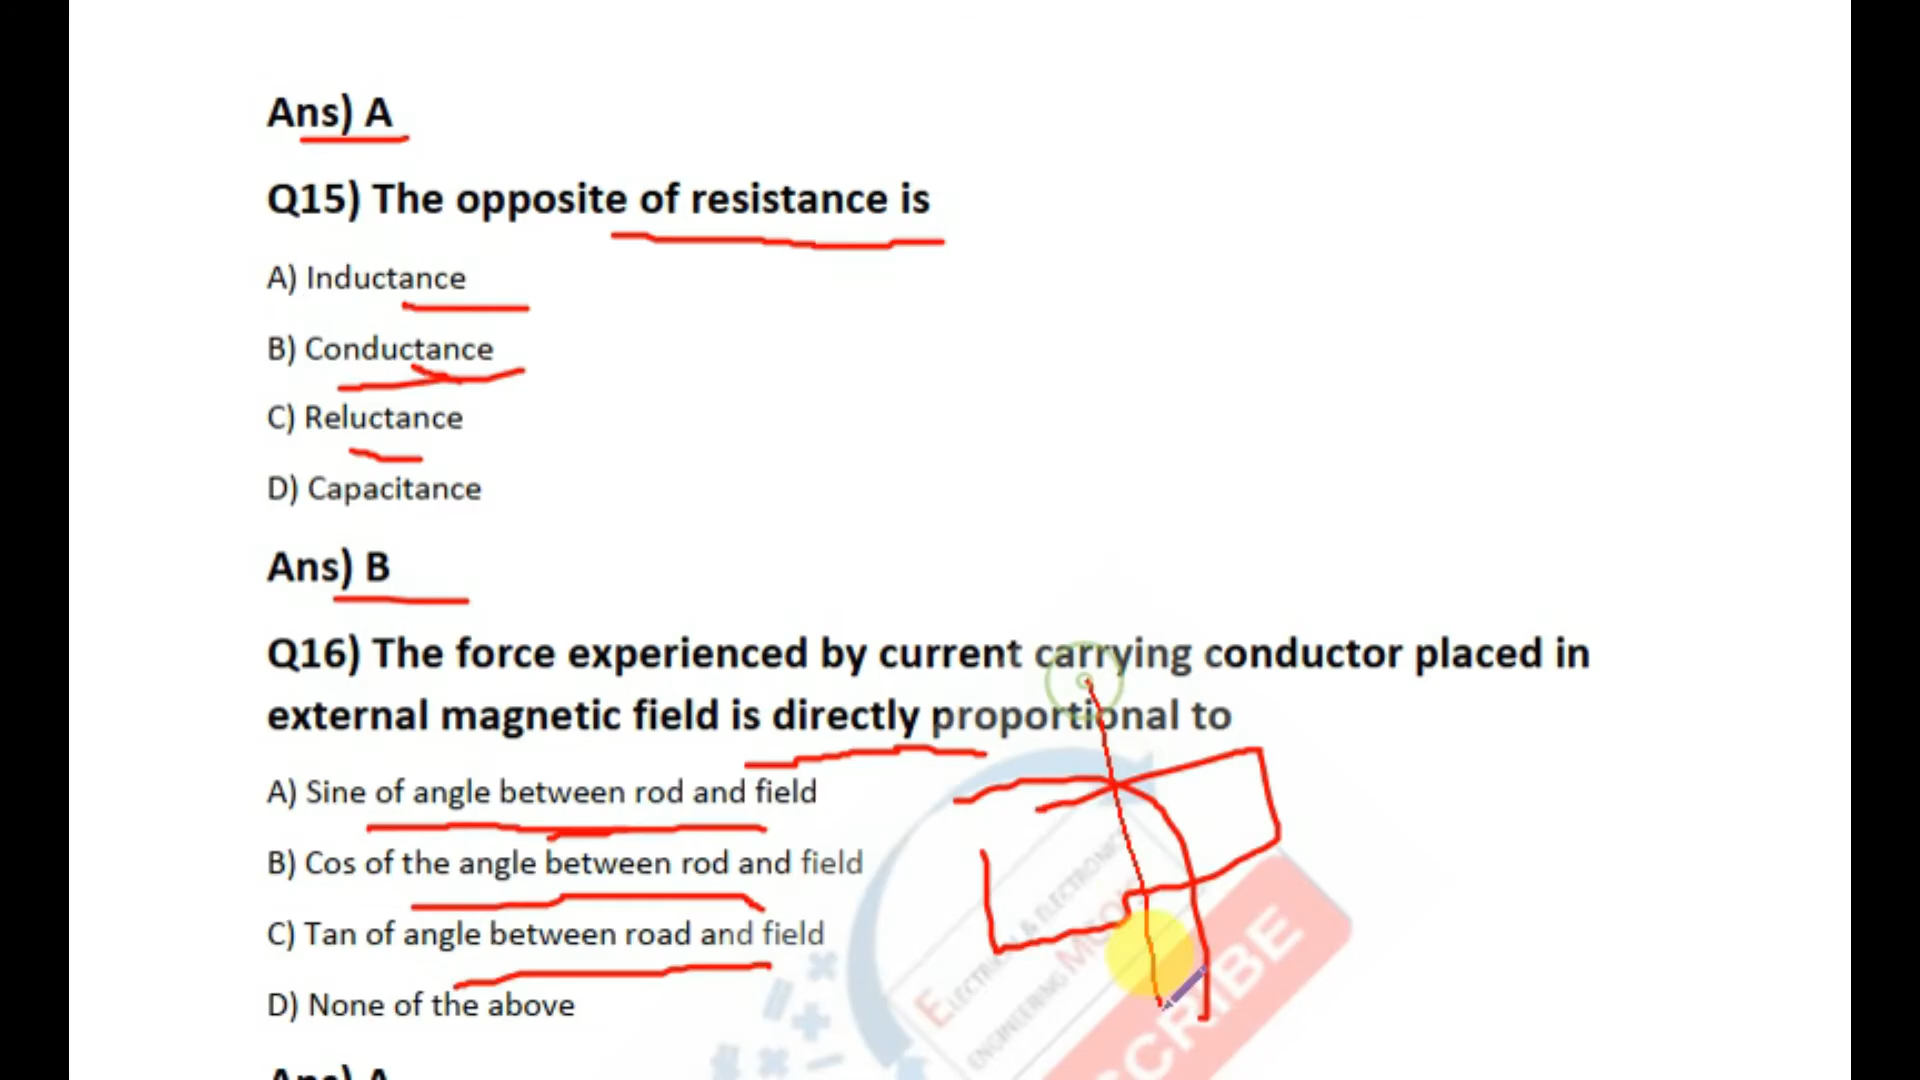 Ans) A
Q15) The opposite of resistance is
A) Inductance
B) Conductance
C) Reluctance
D) Capacitance
Ans) B
Q16) The force experienced by current carrying conductor placed in
external magnetic field is directly proportional to
A) Sine of angle between rod and field
B) Cos of the angle between rod and field
C) Tan of angle between road and field
D) None of the above
Ans) A